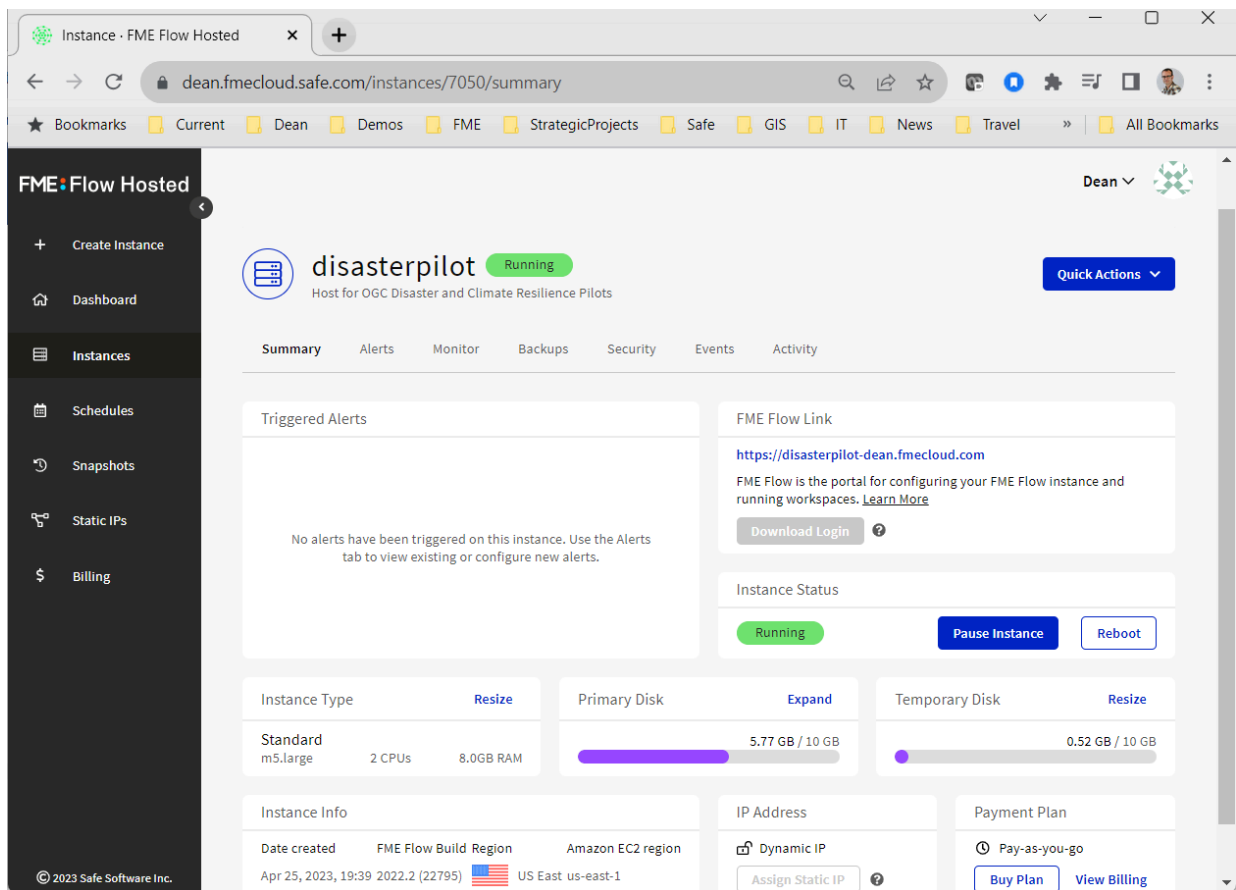 Instance · FME Flow Hosted
dean.fmecloud.safe.com/instances/7050/summary
Bookmarks Current Dean Demos FME StrategicProjects Safe GIS IT News Travel » All Bookmarks
FME Flow Hosted
Dean
Create Instance
Dashboard
Instances
Schedules
Snapshots
Static IPs
$ Billing
© 2023 Safe Software Inc.
disasterpilot Running
Host for OGC Disaster and Climate Resilience Pilots
Quick Actions
Summary Alerts Monitor Backups Security Events Activity
Triggered Alerts
No alerts have been triggered on this instance. Use the Alerts
tab to view existing or configure new alerts.
FME Flow Link
https://disasterpilot-dean.fmecloud.com
FME Flow is the portal for configuring your FME Flow instance and
running workspaces. Learn More
Download Login ?
Instance Status
Running Pause Instance Reboot
Instance Type Resize
Standard
m5.large 2 CPUs 8.0GB RAM
Primary Disk Expand
5.77 GB / 10 GB
Temporary Disk Resize
0.52 GB / 10 GB
Instance Info
Date created FME Flow Build Region Amazon EC2 region
Apr 25, 2023, 19:39 2022.2 (22795) US East us-east-1
IP Address
Dynamic IP
Assign Static IP ?
Payment Plan
Pay-as-you-go
Buy Plan View Billing